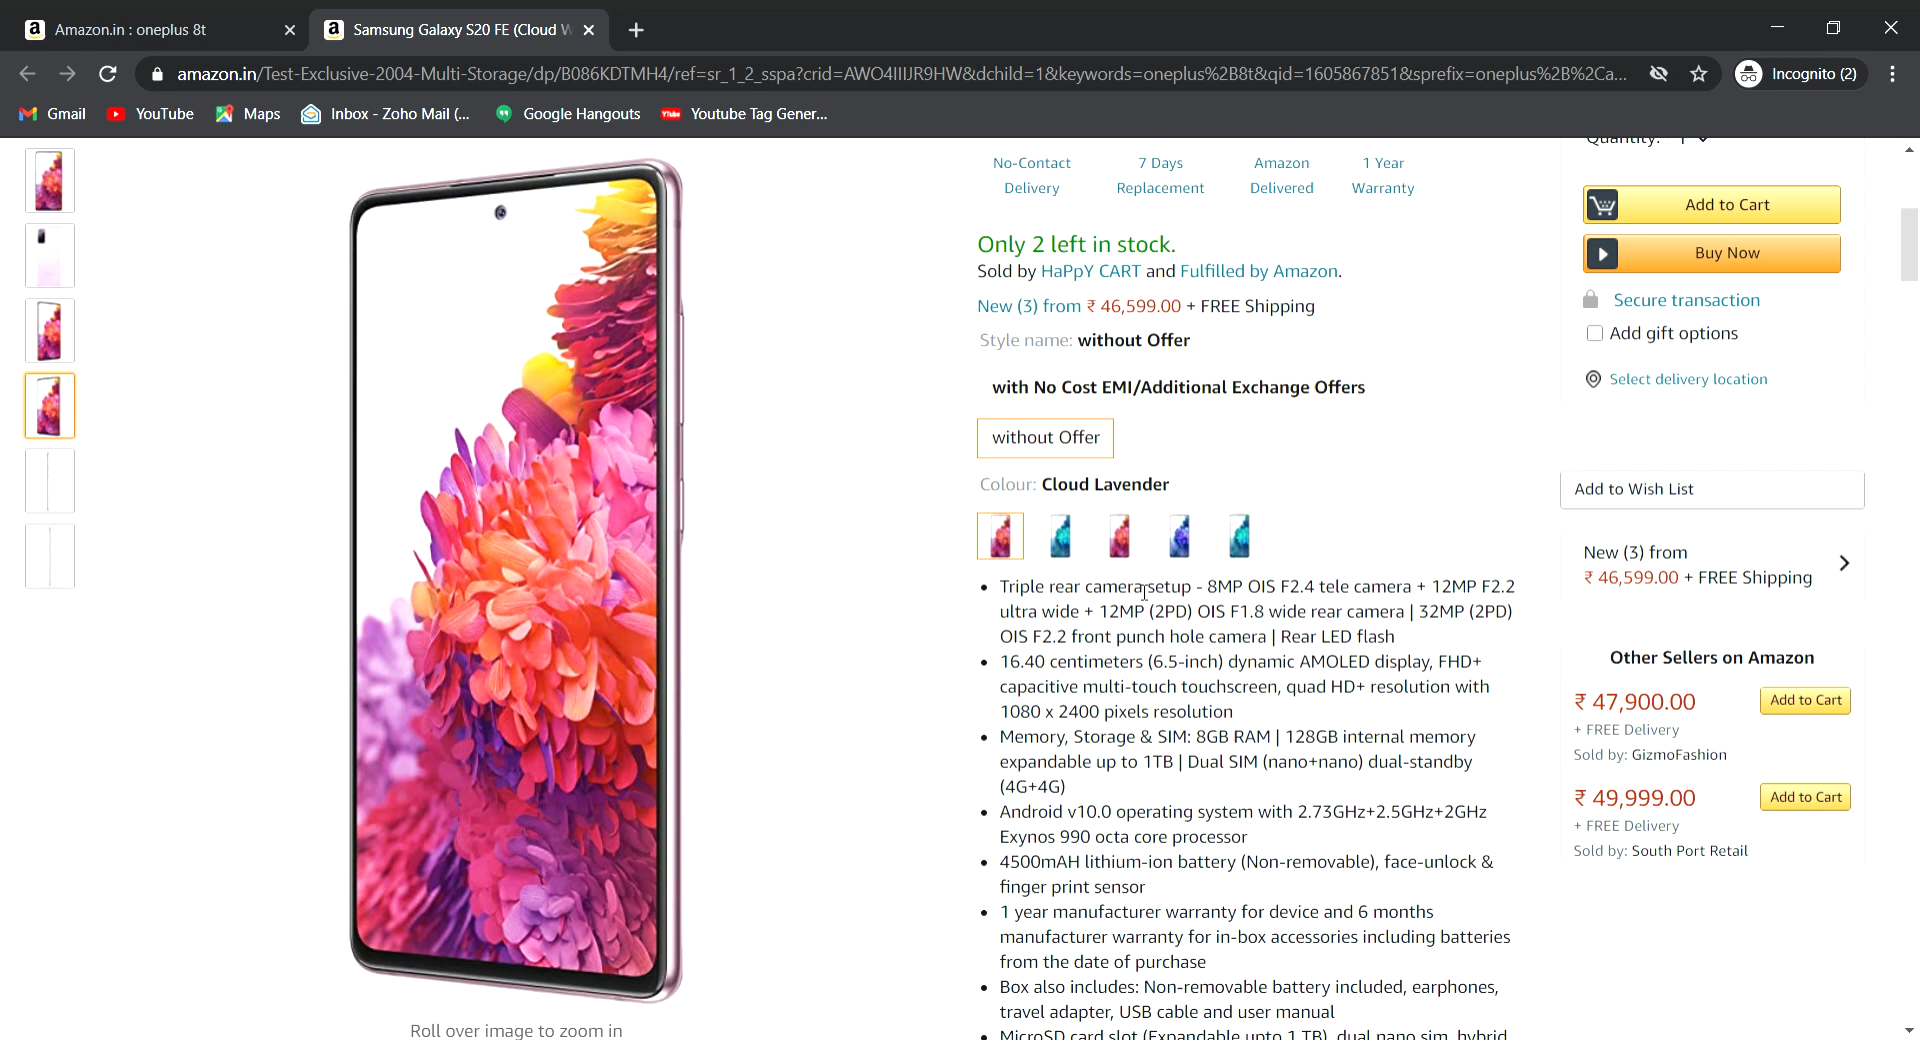 Amazon.in : oneplus 8t
Samsung Galaxy S20 FE (Cloud
amazon.in/Test-Exclusive-2004-Multi-Storage/dp/B086KDTMH4/ref=sr_1_2_sspa?crid=AWO4IIIJR9HW&dchild=1&keywords=oneplus%2B8t&qid=1605867851&sprefix=oneplus%2B%2Ca...
Incognito (2)
Gmail
YouTube
Maps
Inbox - Zoho Mail (...
Google Hangouts
Youtube Tag Gener...
Roll over image to zoom in
No-Contact
Delivery
7 Days
Replacement
Amazon
Delivered
1 Year
Warranty
Only 2 left in stock.
Sold by HaPpY CART and Fulfilled by Amazon.
New (3) from ₹ 46,599.00 + FREE Shipping
Style name: without Offer
with No Cost EMI/Additional Exchange Offers
without Offer
Colour: Cloud Lavender
• Triple rear camera setup - 8MP OIS F2.4 tele camera + 12MP F2.2
ultra wide + 12MP (2PD) OIS F1.8 wide rear camera | 32MP (2PD)
OIS F2.2 front punch hole camera | Rear LED flash
• 16.40 centimeters (6.5-inch) dynamic AMOLED display, FHD+
capacitive multi-touch touchscreen, quad HD+ resolution with
1080 x 2400 pixels resolution
• Memory, Storage & SIM: 8GB RAM | 128GB internal memory
expandable up to 1TB | Dual SIM (nano+nano) dual-standby
(4G+4G)
• Android v10.0 operating system with 2.73GHz+2.5GHz+2GHz
Exynos 990 octa core processor
• 4500mAH lithium-ion battery (Non-removable), face-unlock &
finger print sensor
• 1 year manufacturer warranty for device and 6 months
manufacturer warranty for in-box accessories including batteries
from the date of purchase
• Box also includes: Non-removable battery included, earphones,
travel adapter, USB cable and user manual
• MicroSD card slot (Expandable upto 1 TB), dual nano sim, hybrid
Quantity: 1
Add to Cart
Buy Now
Secure transaction
Add gift options
Select delivery location
Add to Wish List
New (3) from
₹ 46,599.00 + FREE Shipping
Other Sellers on Amazon
₹ 47,900.00
Add to Cart
+ FREE Delivery
Sold by: GizmoFashion
₹ 49,999.00
Add to Cart
+ FREE Delivery
Sold by: South Port Retail